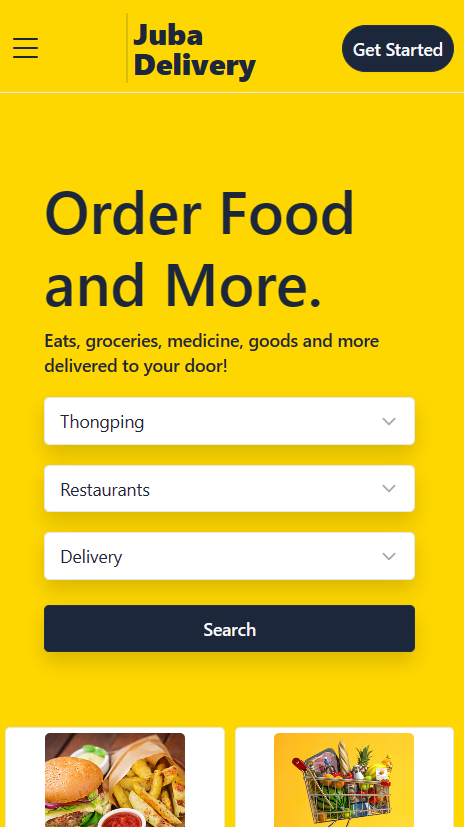 Juba
Delivery
Get Started
Order Food
and More.
Eats, groceries, medicine, goods and more
delivered to your door!
Thongping
Restaurants
Delivery
Search